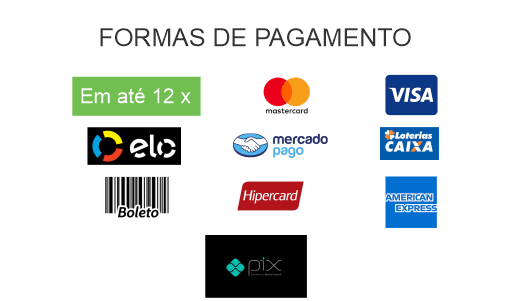 FORMAS DE PAGAMENTO
Em até 12 x
mastercard
VISA
elo
mercado
pago
Loterias
CAIXA
Boleto
Hipercard
AMERICAN
EXPRESS
pix